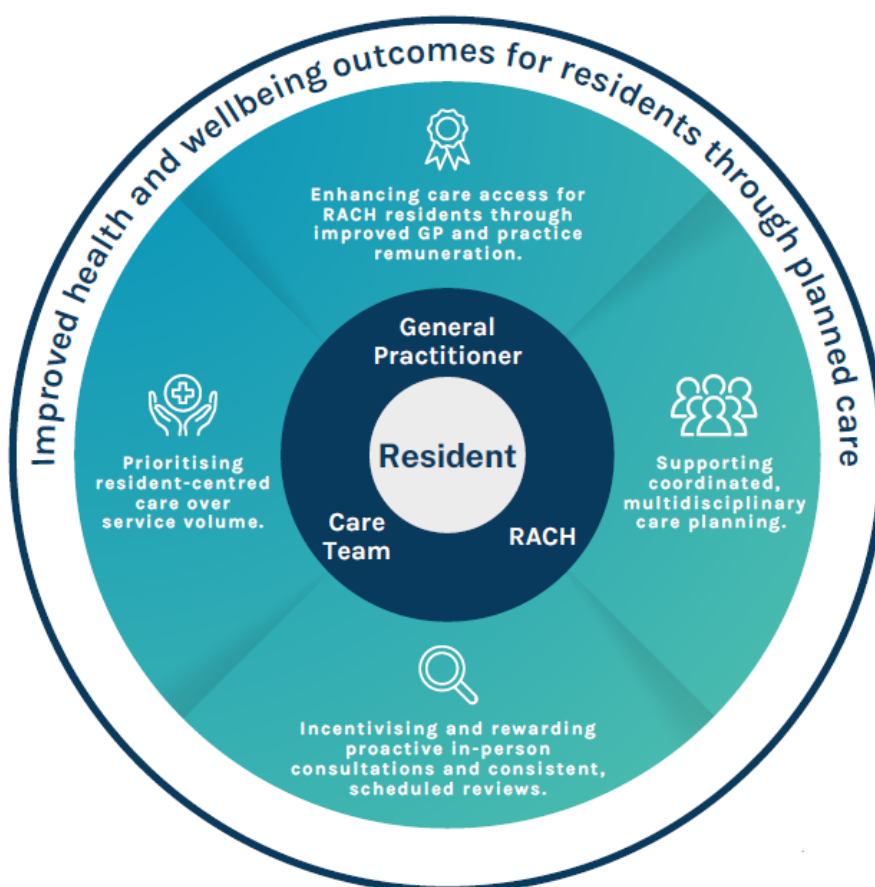 Improved health and wellbeing outcomes for residents through planned care
Enhancing care access for
RACH residents through
improved GP and practice
remuneration.
General
Practitioner
Resident
Care
Team
RACH
Prioritising
resident-centred
care over
service volume.
Supporting
coordinated,
multidisciplinary
care planning.
Incentivising and rewarding
proactive in-person
consultations and consistent,
scheduled reviews.